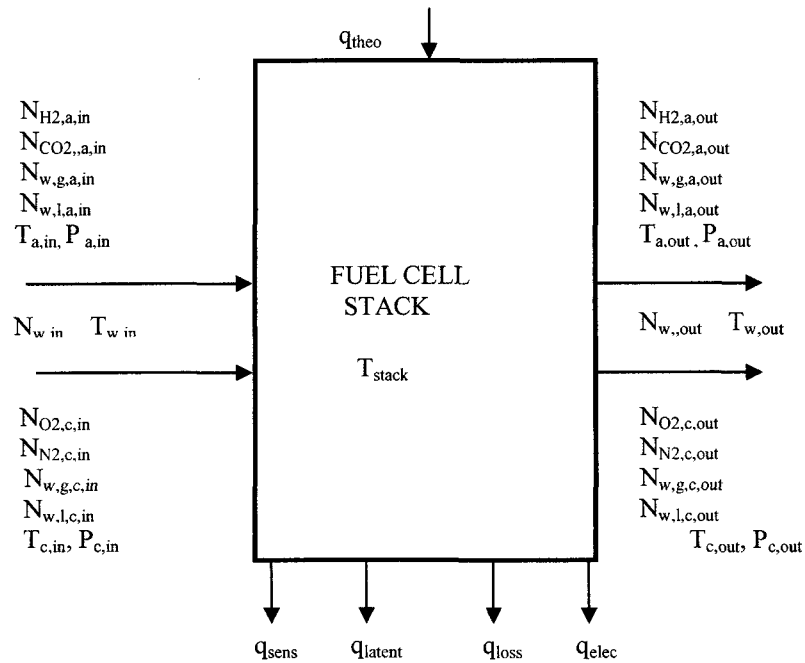 q_theo
N_H2,a,in
N_CO2,,a,in
N_w,g,a,in
N_w,l,a,in
T_a,in, P_a,in
N_w,in T_w,in
N_O2,c,in
N_N2,c,in
N_w,g,c,in
N_w,l,c,in
T_c,in, P_c,in
FUEL CELL
STACK
T_stack
N_H2,a,out
N_CO2,a,out
N_w,g,a,out
N_w,l,a,out
T_a,out, P_a,out
N_w,,out T_w,out
N_O2,c,out
N_N2,c,out
N_w,g,c,out
N_w,l,c,out
T_c,out, P_c,out
q_sens q_latent q_loss q_elec